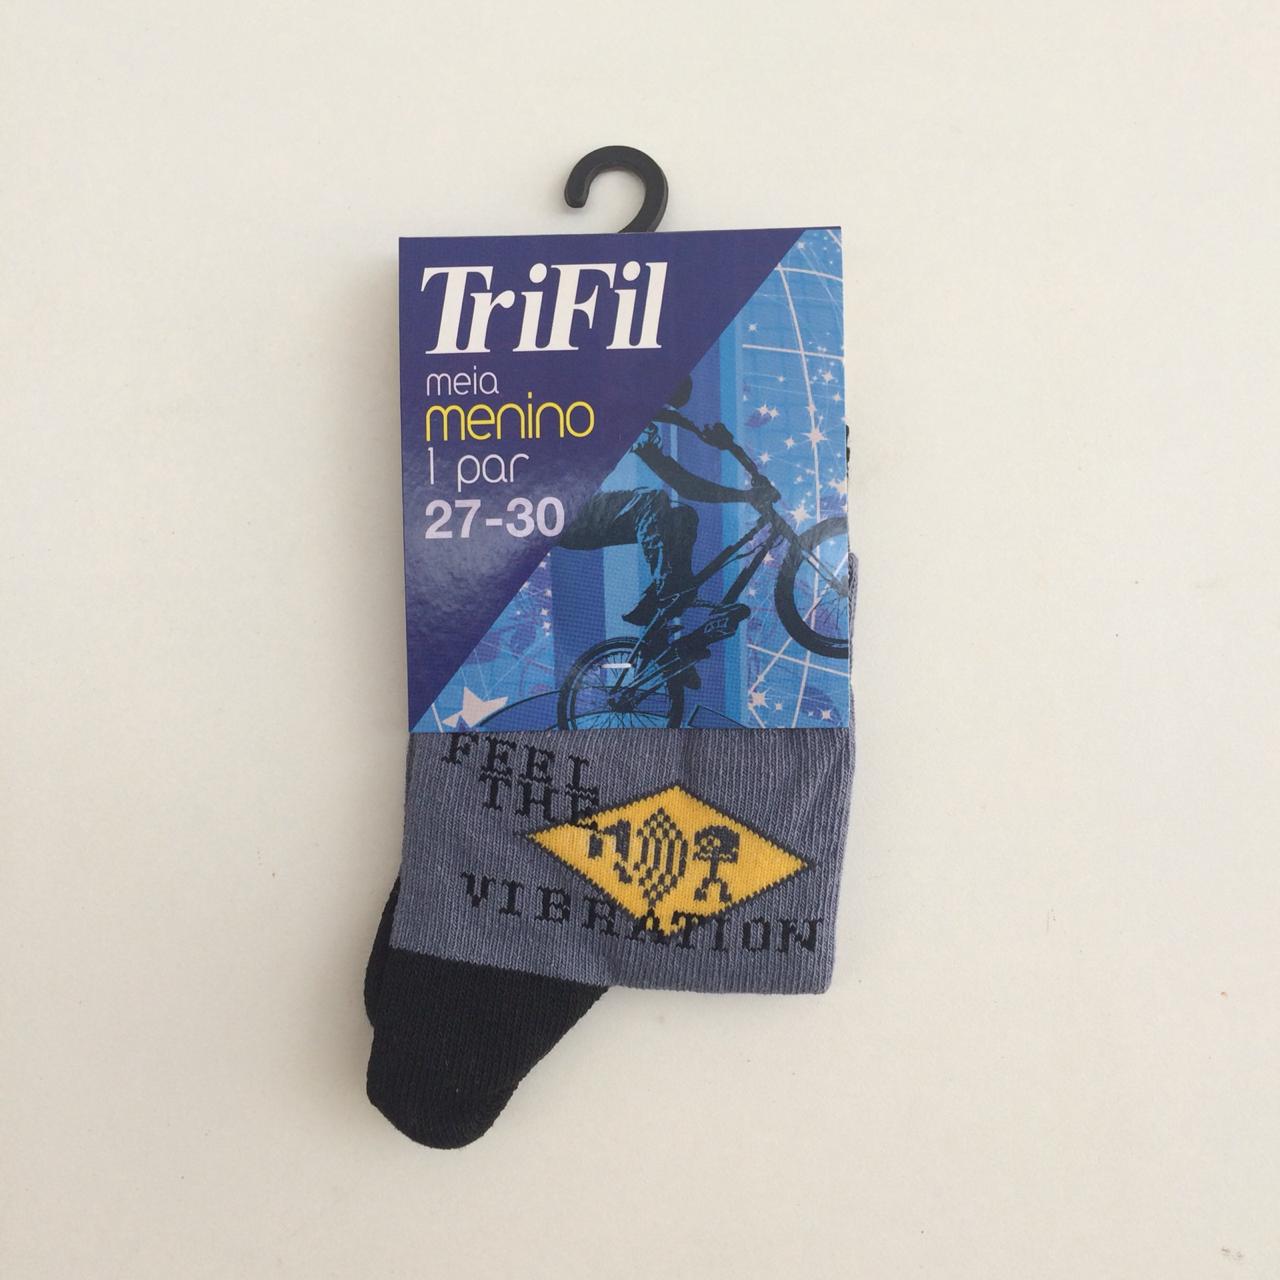 TriFil
meia
menino
1 par
27-30
FEEL
THE
VIBRATION